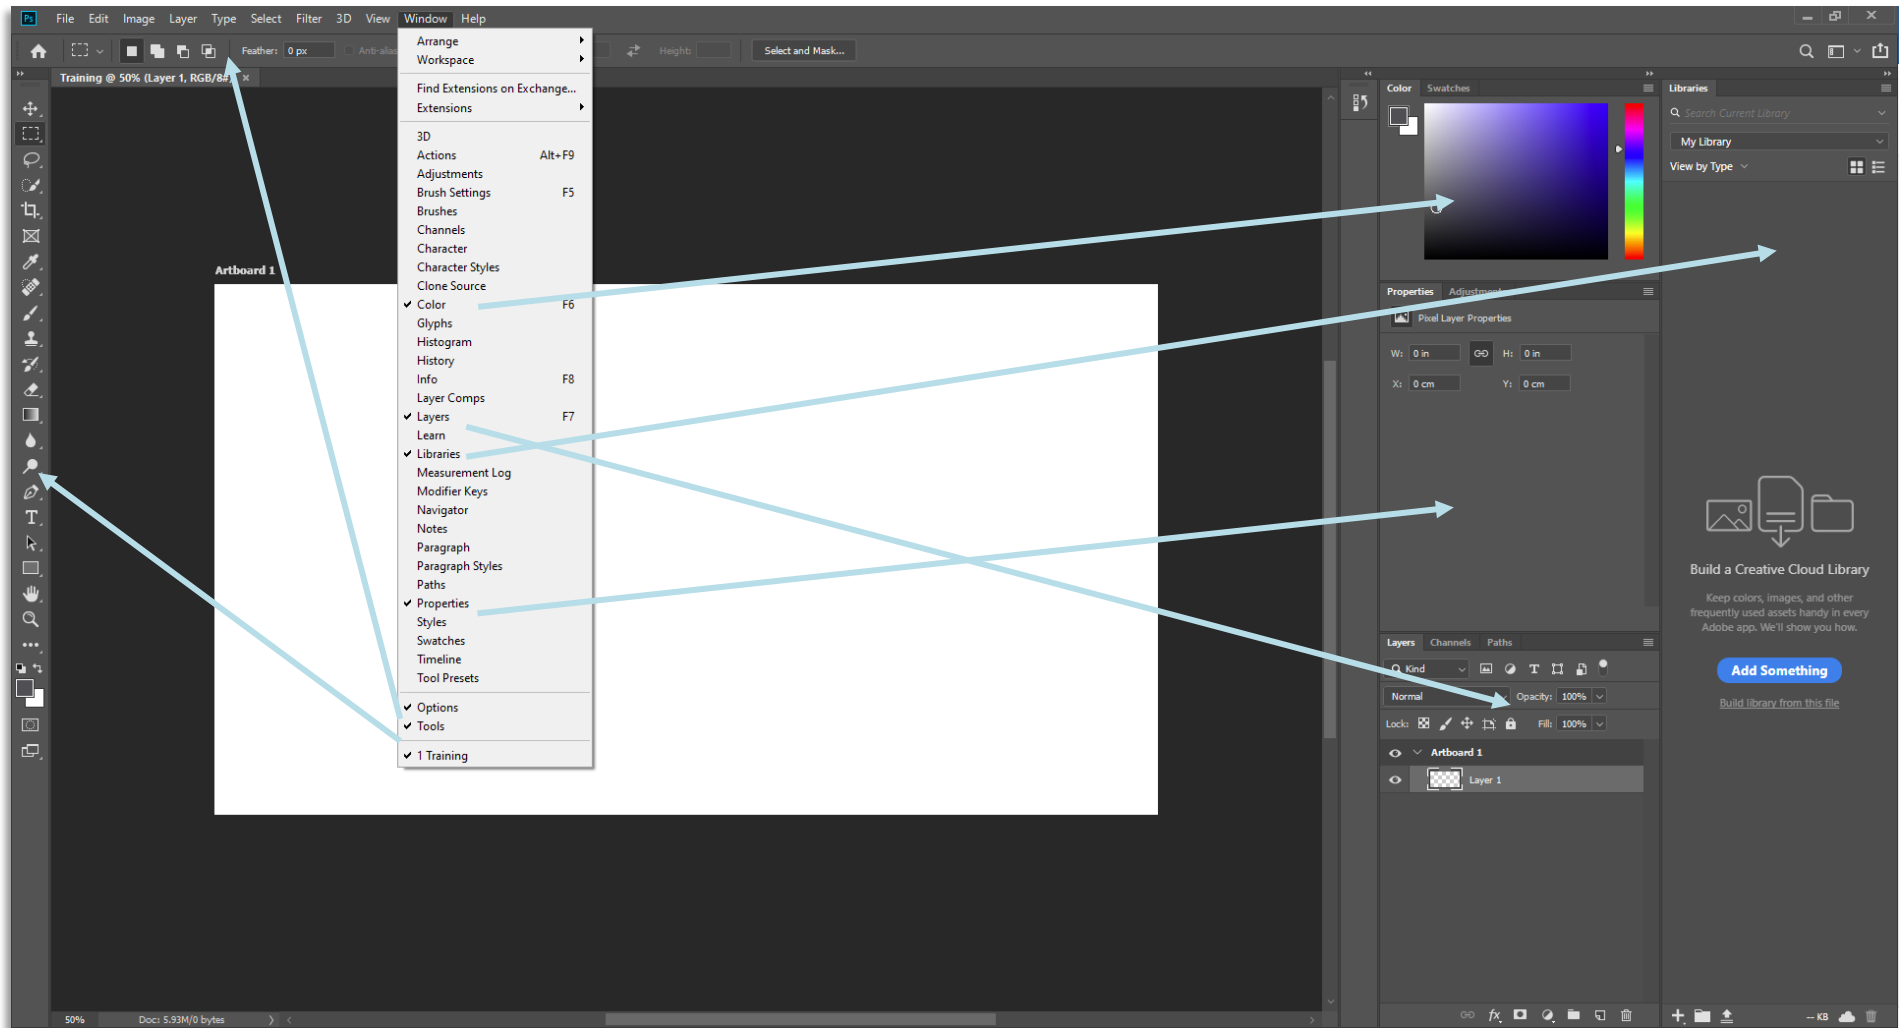 Ps File Edit Image Layer Type Select Filter 3D View Window Help
Feather: 0 px Anti-alias Height: Select and Mask...
Training @ 50% (Layer 1, RGB/8#) ×
Arrange
Workspace
Find Extensions on Exchange...
Extensions
3D
Actions Alt+F9
Adjustments
Brush Settings F5
Brushes
Channels
Character
Character Styles
Clone Source
Color F6
Glyphs
Histogram
History
Info F8
Layer Comps
Layers F7
Learn
Libraries
Measurement Log
Modifier Keys
Navigator
Notes
Paragraph
Paragraph Styles
Paths
Properties
Styles
Swatches
Timeline
Tool Presets
Options
Tools
1 Training
Artboard 1
50% Doc: 5.93M/0 bytes
Color Swatches
Properties Adjustments
Pixel Layer Properties
W: 0 in H: 0 in
X: 0 cm Y: 0 cm
Layers Channels Paths
Kind
Normal Opacity: 100%
Lock: Fill: 100%
Artboard 1
Layer 1
fx
Libraries
Search Current Library
My Library
View by Type
Build a Creative Cloud Library
Keep colors, images, and other
frequently used assets handy in every
Adobe app. We'll show you how.
Add Something
Build library from this file
-- KB